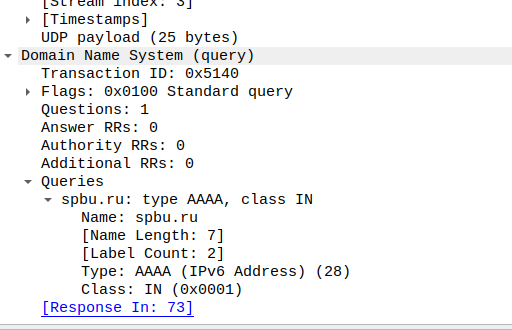 [Stream index: 3]
[Timestamps]
UDP payload (25 bytes)
Domain Name System (query)
Transaction ID: 0x5140
Flags: 0x0100 Standard query
Questions: 1
Answer RRs: 0
Authority RRs: 0
Additional RRs: 0
Queries
spbu.ru: type AAAA, class IN
Name: spbu.ru
[Name Length: 7]
[Label Count: 2]
Type: AAAA (IPv6 Address) (28)
Class: IN (0x0001)
[Response In: 73]